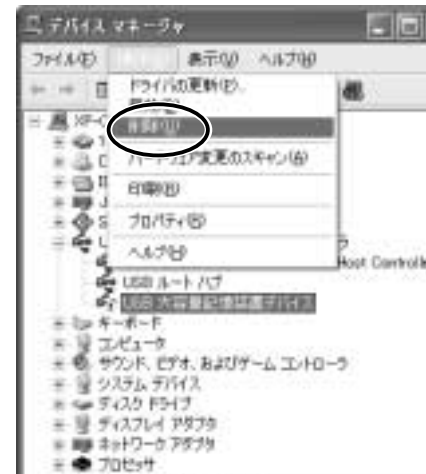 デバイス マネージャ
ファイル(F) 表示(V) ヘルプ(H)
ドライバの更新(P)...
削除(U)
ハードウェア変更のスキャン(A)
印刷(R)
プロパティ(R)
ヘルプ(H)
Host Controlle
USB ルート ハブ
USB 大容量記憶装置デバイス
キーボード
コンピュータ
サウンド、ビデオ、およびゲーム コントローラ
システム デバイス
ディスク ドライブ
ディスプレイ アダプタ
ネットワーク アダプタ
プロセッサ